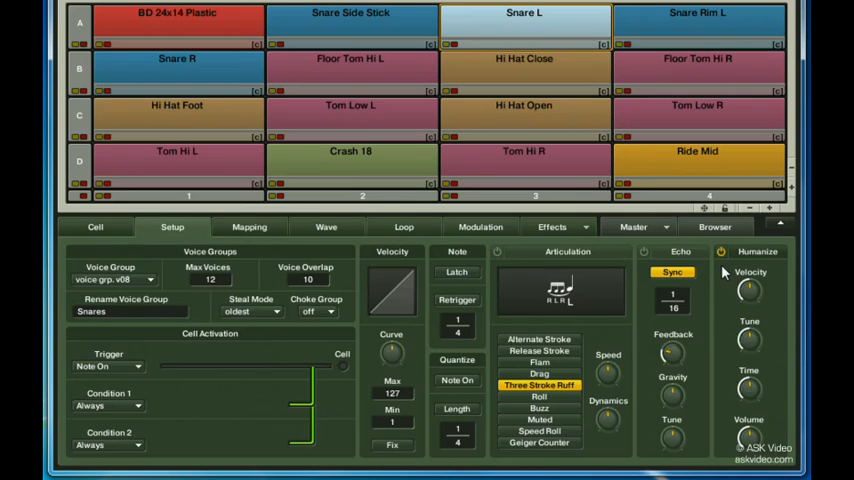 A
BD 24x14 Plastic
[c]
Snare Side Stick
[c]
Snare L
[c]
Snare Rim L
[c]
B
Snare R
[c]
Floor Tom Hi L
[c]
Hi Hat Close
[c]
Floor Tom Hi R
[c]
C
Hi Hat Foot
[c]
Tom Low L
[c]
Hi Hat Open
[c]
Tom Low R
[c]
D
Tom Hi L
Crash 18
Tom Hi R
Ride Mid
1
2
3
4
Cell
Setup
Mapping
Wave
Loop
Modulation
Effects
Master
Browser
Voice Groups
Voice Group
voice grp. v08
Max Voices
12
Voice Overlap
10
Rename Voice Group
Snares
Steal Mode
oldest
Choke Group
off
Cell Activation
Trigger
Note On
Cell
Condition 1
Always
Condition 2
Always
Velocity
Curve
Max
127
Min
1
Fix
Note
Latch
Retrigger
1
4
Quantize
Note On
Length
1
4
Articulation
R L R L
Alternate Stroke
Release Stroke
Flam
Drag
Three Stroke Ruff
Roll
Buzz
Muted
Speed Roll
Geiger Counter
Speed
Dynamics
Echo
Sync
1
16
Feedback
Gravity
Tune
Humanize
Velocity
Tune
Time
Volume
© ASK Video
askvideo.com